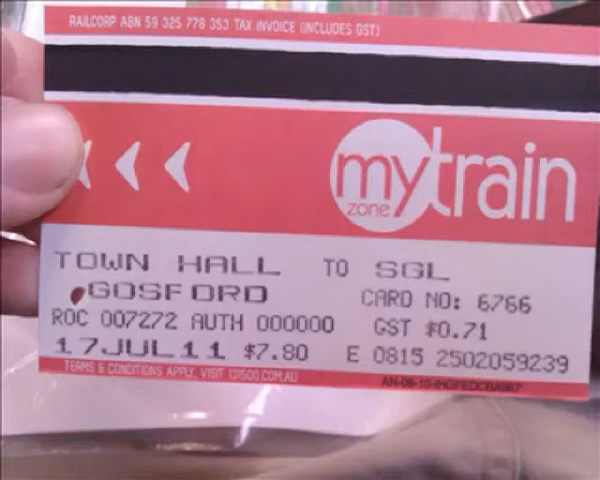 RAILCORP ABN 59 325 778 353 TAX INVOICE (INCLUDES GST)
mytrain
zone
TOWN HALL TO SGL
GOSFORD CARD NO: 6766
ROC 007272 AUTH 000000 GST $0.71
17JUL11 $7.80 E 0815 2502059239
TERMS & CONDITIONS APPLY, VISIT 131500.COM.AU